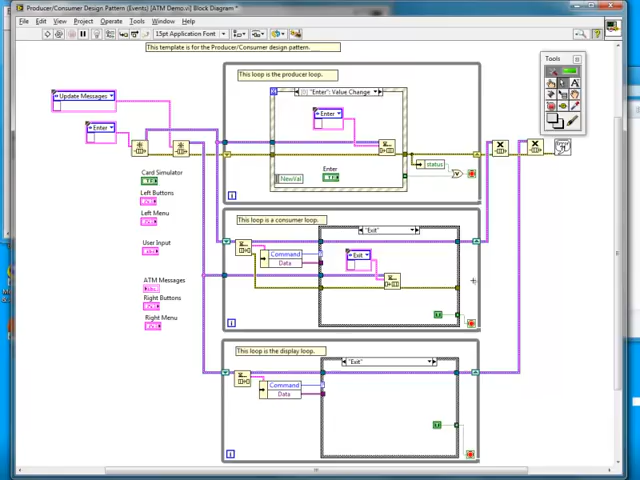 Producer/Consumer Design Pattern (Events) [ATM Demo.vi] Block Diagram *
File Edit View Project Operate Tools Window Help
15pt Application Font
This template is for the Producer/Consumer design pattern.
Tools
This loop is the producer loop.
[0] "Enter": Value Change
Update Messages
Enter
Enter
status
NewVal
Enter
Card Simulator
Left Buttons
Left Menu
User Input
ATM Messages
Right Buttons
Right Menu
This loop is a consumer loop.
"Exit"
Command
Data
Exit
This loop is the display loop.
"Exit"
Command
Data